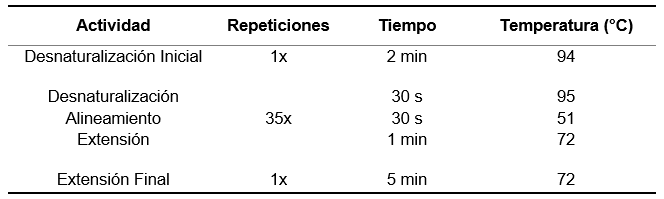 Actividad Repeticiones Tiempo Temperatura (°C)
Desnaturalización Inicial 1x 2 min 94
Desnaturalización 30 s 95
Alineamiento 35x 30 s 51
Extensión 1 min 72
Extensión Final 1x 5 min 72